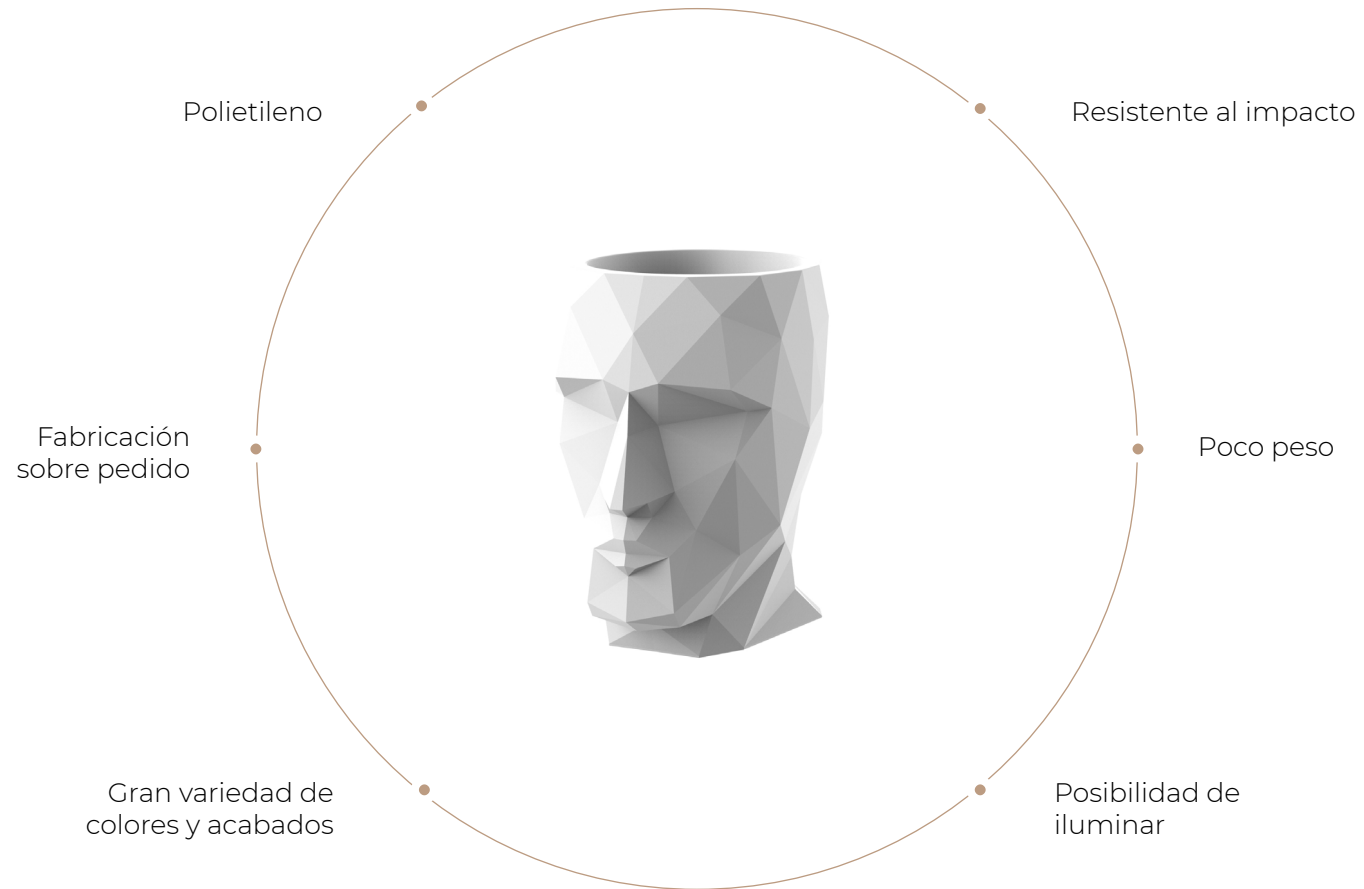 Polietileno
Resistente al impacto
Fabricación
sobre pedido
Poco peso
Gran variedad de
colores y acabados
Posibilidad de
iluminar